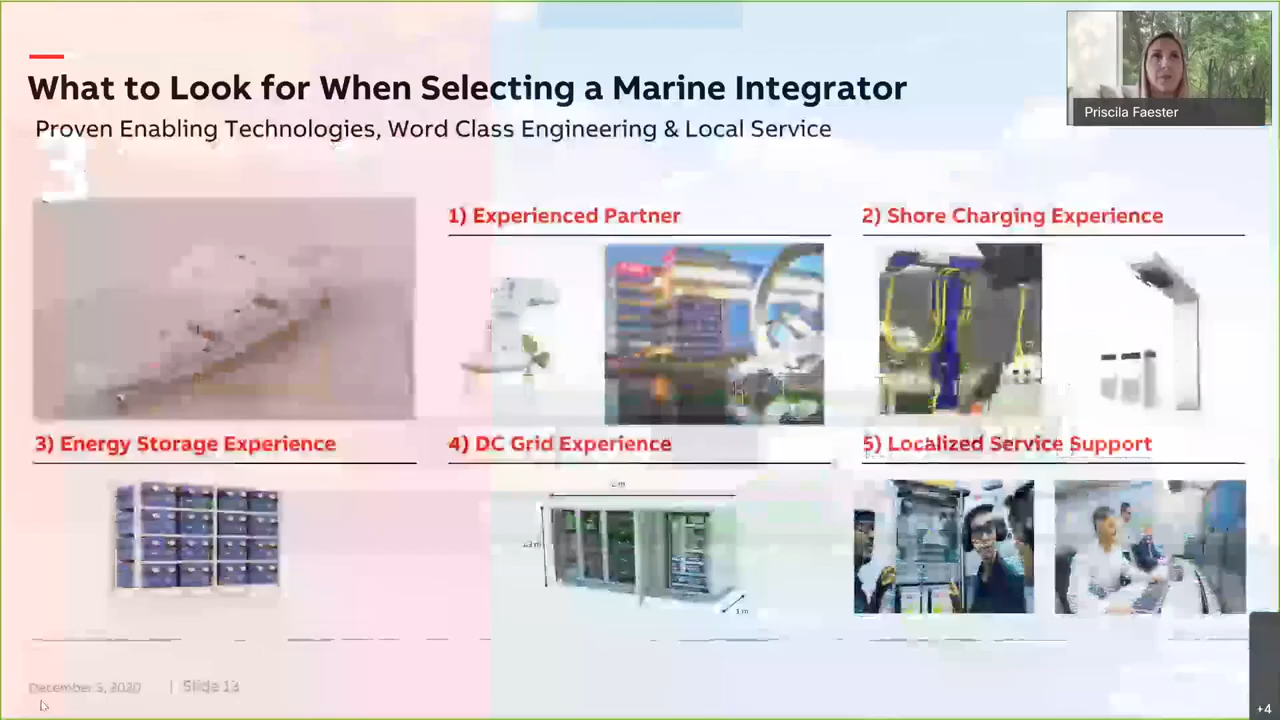 What to Look for When Selecting a Marine Integrator
Proven Enabling Technologies, Word Class Engineering & Local Service
Priscila Faester
3
1) Experienced Partner
2) Shore Charging Experience
3) Energy Storage Experience
4) DC Grid Experience
5) Localized Service Support
1 m
December 5, 2020 | Slide 13
+4